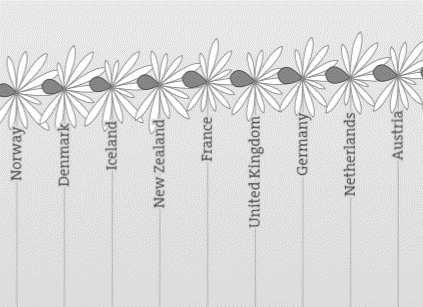 Norway
Denmark
Iceland
New Zealand
France
United Kingdom
Germany
Netherlands
Austria